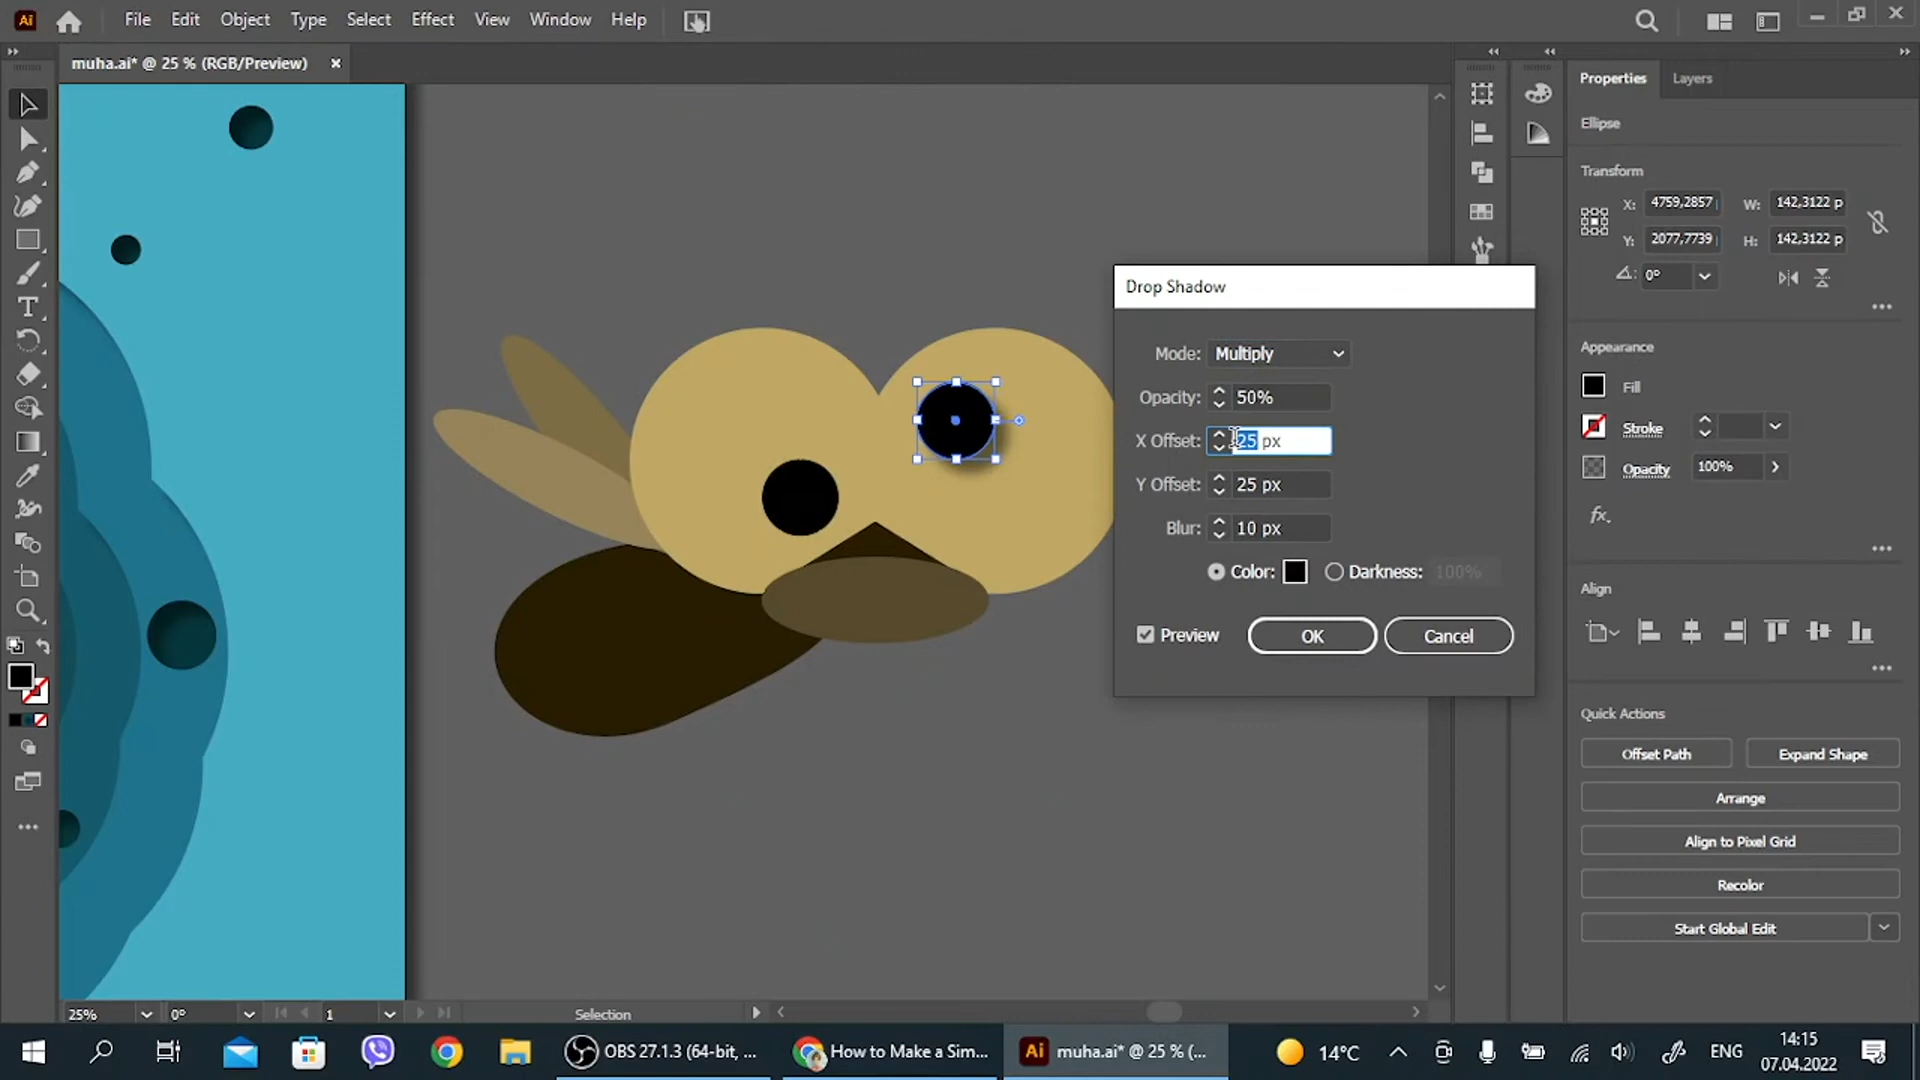 Ai File Edit Object Type Select Effect View Window Help
muha.ai* @ 25 % (RGB/Preview) ×
Properties Layers
Ellipse
Transform
X: 4759,2857 W: 142,3122 p
Y: 2077,7739 H: 142,3122 p
0°
Appearance
Fill
Stroke
Opacity 100%
fx.
Align
Quick Actions
Offset Path Expand Shape
Arrange
Align to Pixel Grid
Recolor
Start Global Edit
Drop Shadow
Mode: Multiply
Opacity: 50%
X Offset: 25 px
Y Offset: 25 px
Blur: 10 px
Color: Darkness: 100%
Preview OK Cancel
25% 0° 1 Selection
OBS 27.1.3 (64-bit, ... How to Make a Sim... Ai muha.ai* @ 25 % (... 14°C ENG 14:15
07.04.2022